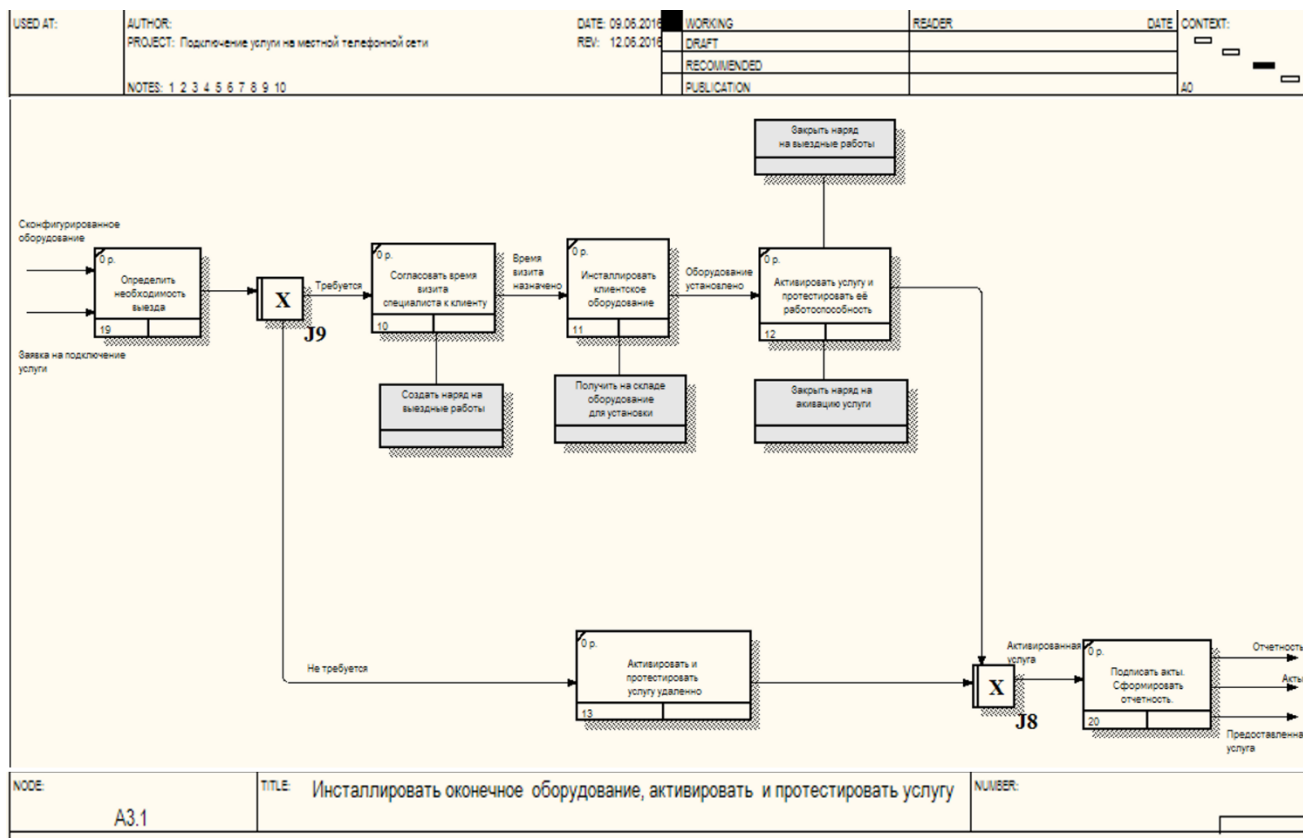 USED AT:
AUTHOR:
DATE: 09.06.2016
WORKING
READER
DATE
CONTEXT:
PROJECT: Подключение услуги на местной телефонной сети
REV: 12.06.2016
DRAFT
RECOMMENDED
NOTES: 1 2 3 4 5 6 7 8 9 10
PUBLICATION
A0
Закрыть наряд
на выездные работы
Сконфигурированное
оборудование
0 р.
Определить
необходимость
выезда
19
Заявка на подключение
услуги
X
J9
Требуется
0 р.
Согласовать время
визита
специалиста к клиенту
10
Время
визита
назначено
0 р.
Инсталлировать
клиентское
оборудование
11
Оборудование
установлено
0 р.
Активировать услугу и
протестировать её
работоспособность
12
Создать наряд на
выездные работы
Получить на складе
оборудование
для установки
Закрыть наряд на
акивацию услуги
Не требуется
0 р.
Активировать и
протестировать
услугу удаленно
13
X
J8
Активированная
услуга
0 р.
Подписать акты.
Сформировать
отчетность.
20
Отчетность
Акты
Предоставленна
услуга
NODE:
A3.1
TITLE:
Инсталлировать оконечное оборудование, активировать и протестировать услугу
NUMBER: